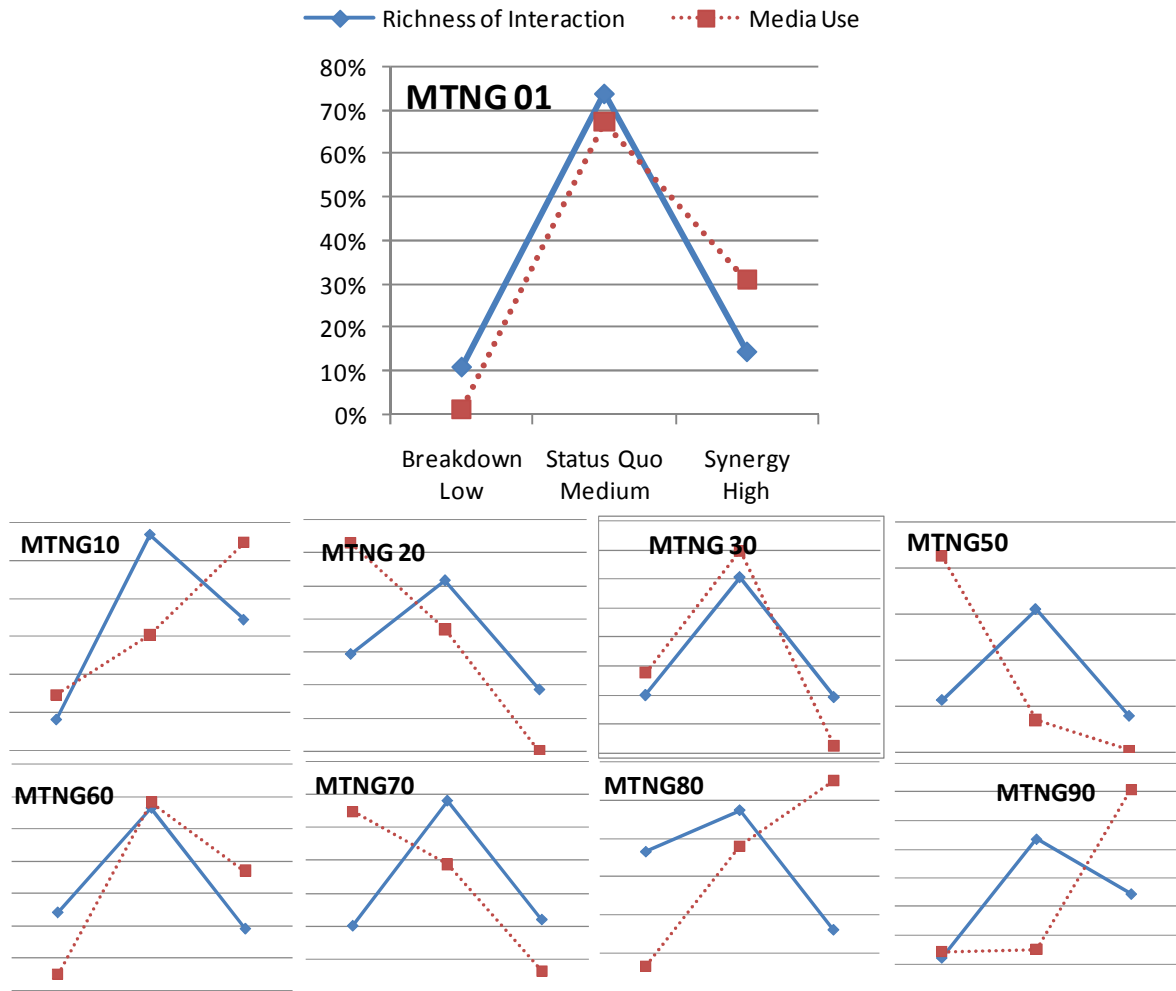 Richness of Interaction Media Use
80%
MTNG 01
70%
60%
50%
40%
30%
20%
10%
0%
Breakdown Status Quo Synergy
Low Medium High
MTNG10 MTNG 20 MTNG 30 MTNG50
MTNG60 MTNG70 MTNG80 MTNG90